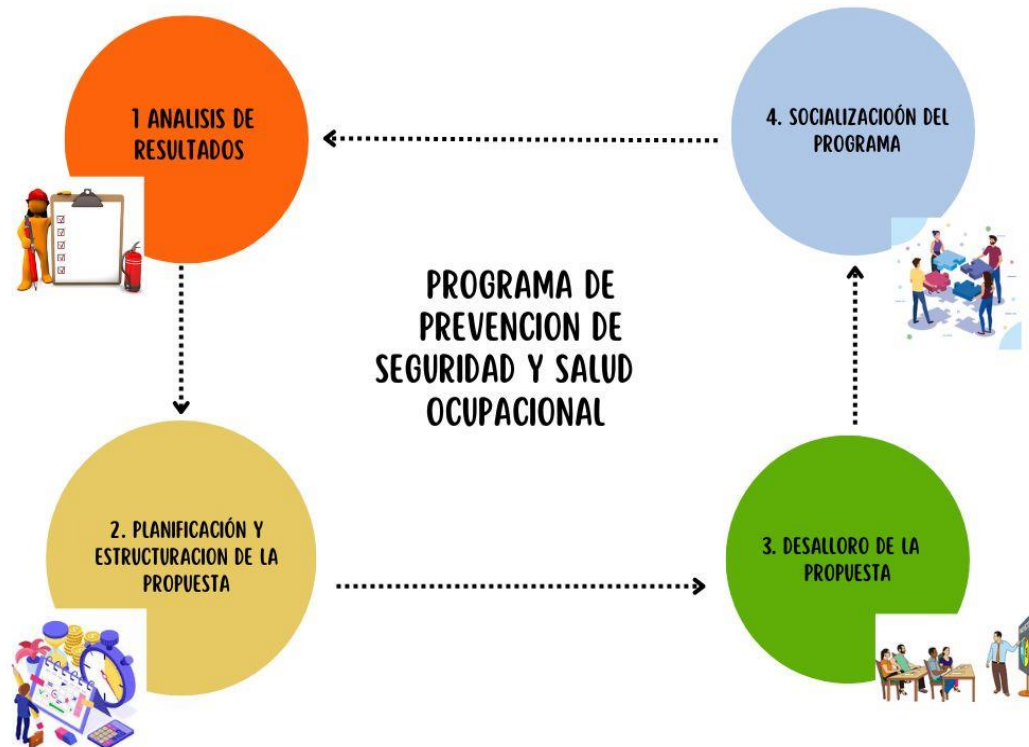 1 ANALISIS DE
RESULTADOS
4. SOCIALIZACIOÓN DEL
PROGRAMA
PROGRAMA DE
PREVENCION DE
SEGURIDAD Y SALUD
OCUPACIONAL
2. PLANIFICACIÓN Y
ESTRUCTURACION DE LA
PROPUESTA
3. DESALLORO DE LA
PROPUESTA